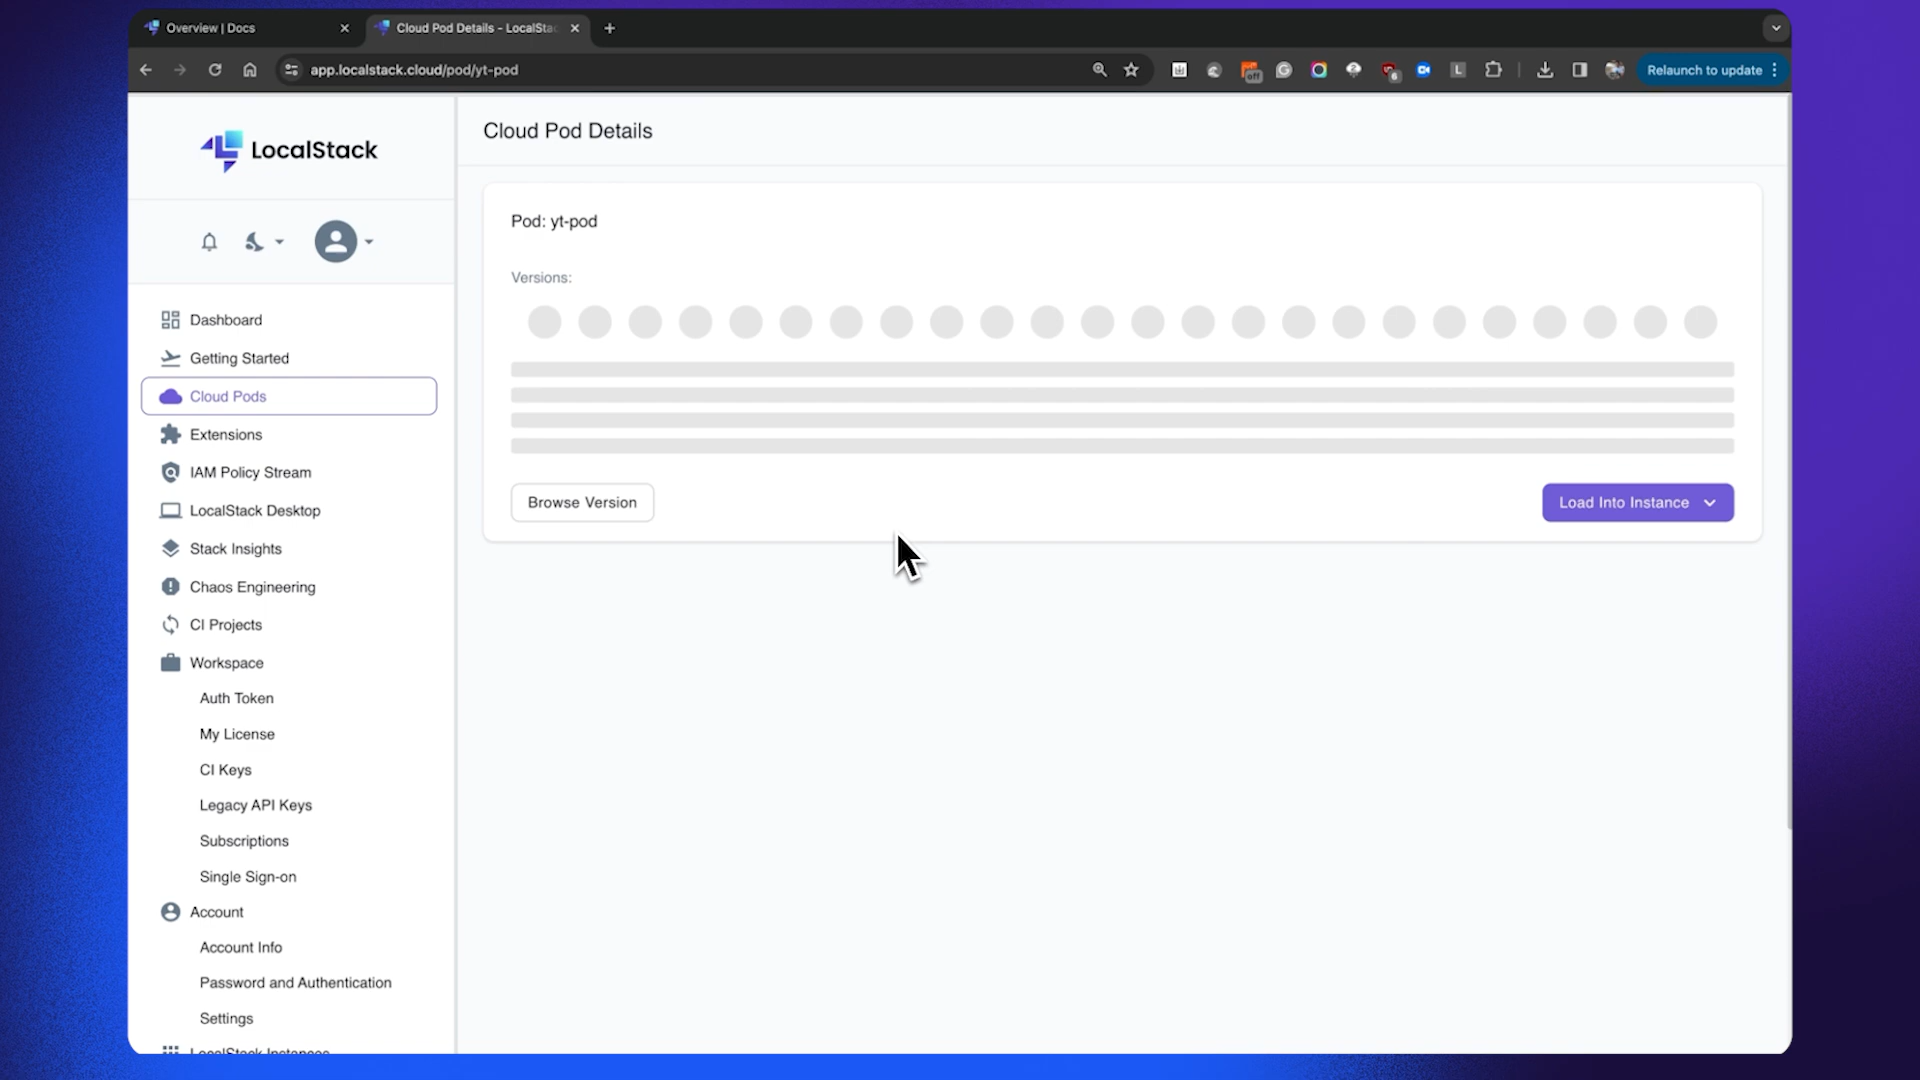 Overview | Docs
Cloud Pod Details - LocalStac
app.localstack.cloud/pod/yt-pod
off
6
L
Relaunch to update
LocalStack
Cloud Pod Details
Pod: yt-pod
Versions:
Browse Version
Load Into Instance
Dashboard
Getting Started
Cloud Pods
Extensions
IAM Policy Stream
LocalStack Desktop
Stack Insights
Chaos Engineering
CI Projects
Workspace
Auth Token
My License
CI Keys
Legacy API Keys
Subscriptions
Single Sign-on
Account
Account Info
Password and Authentication
Settings
LocalStack Instances